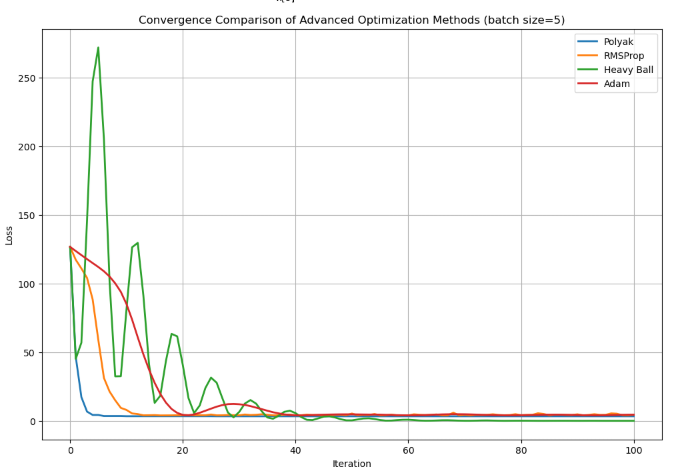 Convergence Comparison of Advanced Optimization Methods (batch size=5)
Polyak
RMSProp
Heavy Ball
Adam
Loss
250
200
150
100
50
0
0
20
40
60
80
100
Iteration